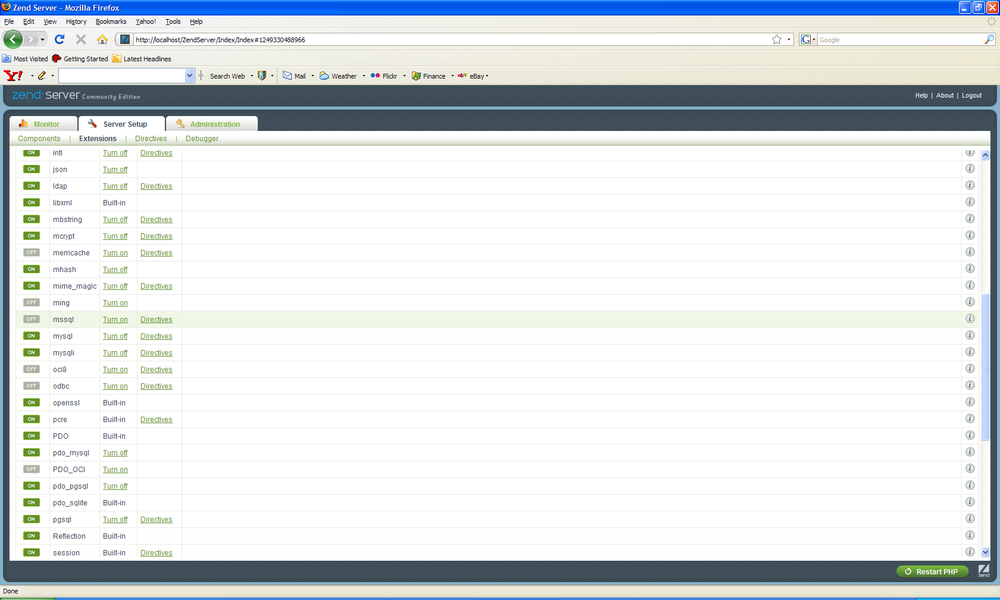 Zend Server - Mozilla Firefox
File Edit View History Bookmarks Yahoo! Tools Help
http://localhost/ZendServer/Index/Index#1249330488966 Google
Most Visited Getting Started Latest Headlines
Y! Search Web Mail Weather Flickr Finance eBay
zend Server Community Edition Help | About | Logout
Monitor Server Setup Administration
Components | Extensions | Directives | Debugger
ON intl Turn off Directives
ON json Turn off
ON ldap Turn off Directives
ON libxml Built-in
ON mbstring Turn off Directives
ON mcrypt Turn off Directives
OFF memcache Turn on Directives
ON mhash Turn off
ON mime_magic Turn off Directives
OFF ming Turn on
OFF mssql Turn on Directives
ON mysql Turn off Directives
ON mysqli Turn off Directives
OFF oci8 Turn on Directives
OFF odbc Turn on Directives
ON openssl Built-in
ON pcre Built-in Directives
ON PDO Built-in
ON pdo_mysql Turn off
OFF PDO_OCI Turn on
ON pdo_pgsql Turn off
ON pdo_sqlite Built-in
ON pgsql Turn off Directives
ON Reflection Built-in
ON session Built-in Directives
Restart PHP zend
Done